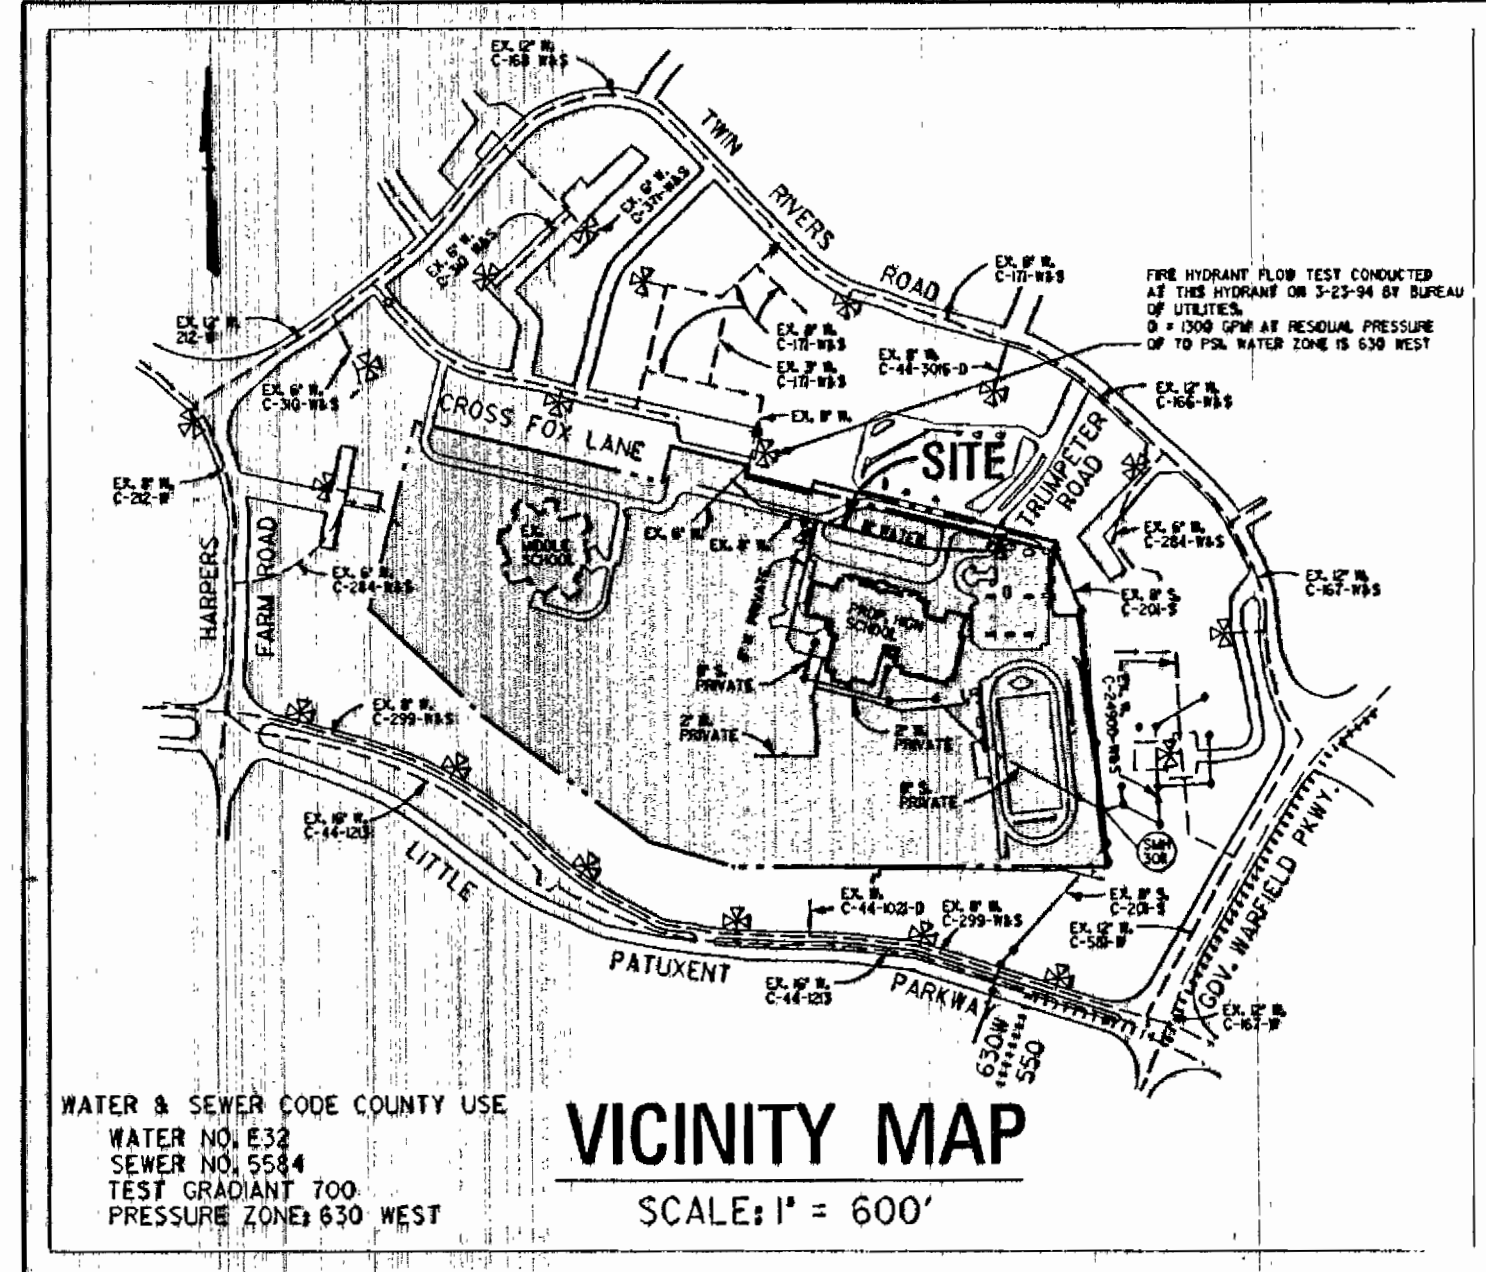 EX. 12" W.
C-168 W&S
TWIN
RIVERS
ROAD
EX. 6" W.
C-371-W&S
EX. 6" W.
C-310 W&S
EX. 8" W.
C-171-W&S
FIRE HYDRANT FLOW TEST CONDUCTED
AT THIS HYDRANT ON 3-23-94 BY BUREAU
OF UTILITIES.
Q = 1300 GPM AT RESIDUAL PRESSURE
OF 70 PSI. WATER ZONE IS 630 WEST
EX. 12" W.
212-W
EX. 8" W.
C-171-W&S
EX. 3" W.
C-171-W&S
EX. 8" W.
C-44-3016-D
EX. 12" W.
C-166-W&S
EX. 6" W.
C-310-W&S
EX. 8" W.
CROSS FOX LANE
SITE
TRUMPETER
ROAD
EX. 8" W.
C-212-W
EX. 6" W.
EX. 8" W.
8" WATER
EX. 6" W.
C-284-W&S
EX.
MIDDLE
SCHOOL
HARPERS
FARM ROAD
EX. 6" W.
C-284-W&S
EX. 8" S.
C-201-S
EX. 12" W.
C-167-W&S
PRIVATE
PROP. HIGH
SCHOOL
8" S.
PRIVATE
2" W.
PRIVATE
2" W.
PRIVATE
8" S.
PRIVATE
EX. W.
C-2490D-W&S
EX. 8" W.
C-299-W&S
EX. 16" W.
C-44-1213
SMH
3011
LITTLE
PATUXENT
PARKWAY
EX. W.
C-44-1021-D
EX. 8" W.
C-299-W&S
EX. 8" S.
C-201-S
EX. 12" W.
EX. 16" W.
C-44-1213
GOV. WARFIELD PKWY.
EX. 12" W.
C-167-W
630W
550
WATER & SEWER CODE COUNTY USE
WATER NO. E32
SEWER NO. 5584
TEST GRADIANT 700
PRESSURE ZONE: 630 WEST
VICINITY MAP
SCALE: 1" = 600'